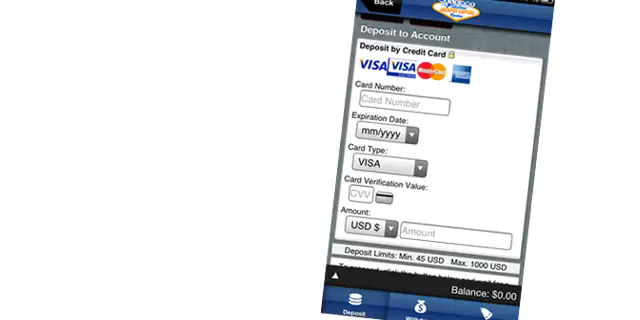 Back
Deposit to Account
Deposit by Credit Card
VISA VISA MasterCard
Card Number:
Card Number
Expiration Date:
mm/yyyy
Card Type:
VISA
Card Verification Value:
CVV
Amount:
USD $ Amount
Deposit Limits: Min. 45 USD Max. 1000 USD
Balance: $0.00
Deposit